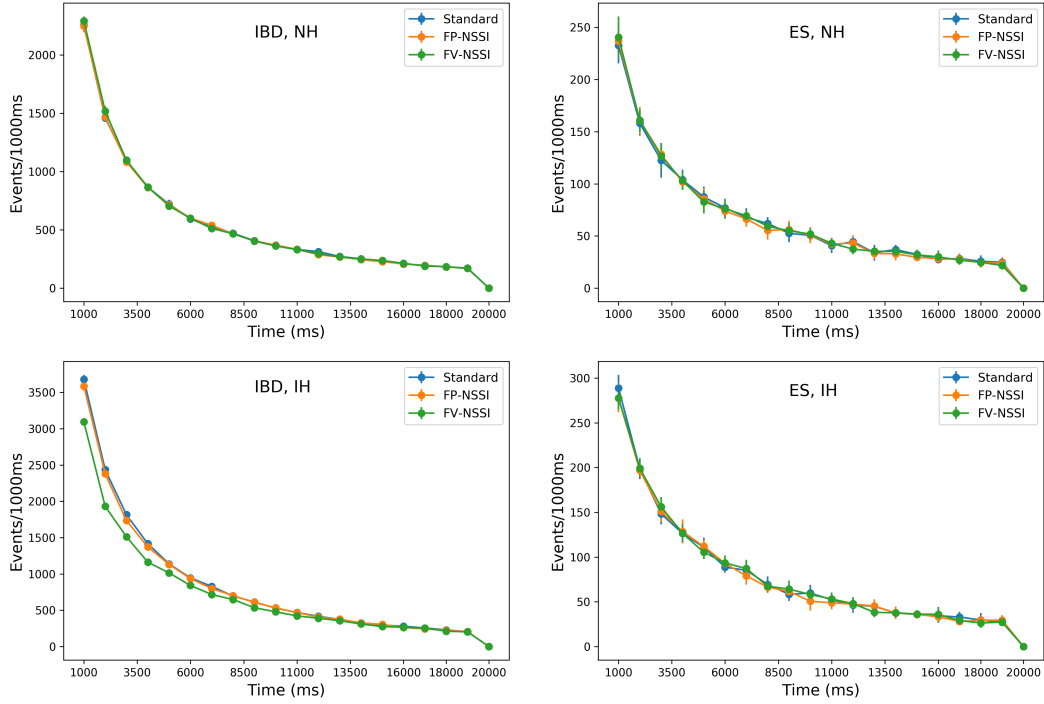 IBD, NH
Standard
FP-NSSI
FV-NSSI
Events/1000ms
2000
1500
1000
500
0
1000 3500 6000 8500 11000 13500 16000 20000
Time (ms)
ES, NH
Standard
FP-NSSI
FV-NSSI
Events/1000ms
250
200
150
100
50
0
1000 3500 6000 8500 11000 13500 16000 20000
Time (ms)
IBD, IH
Standard
FP-NSSI
FV-NSSI
Events/1000ms
3500
3000
2500
2000
1500
1000
500
0
1000 3500 6000 8500 11000 13500 16000 18000 20000
Time (ms)
ES, IH
Standard
FP-NSSI
FV-NSSI
Events/1000ms
300
250
200
150
100
50
0
1000 3500 6000 8500 11000 13500 16000 18000 20000
Time (ms)